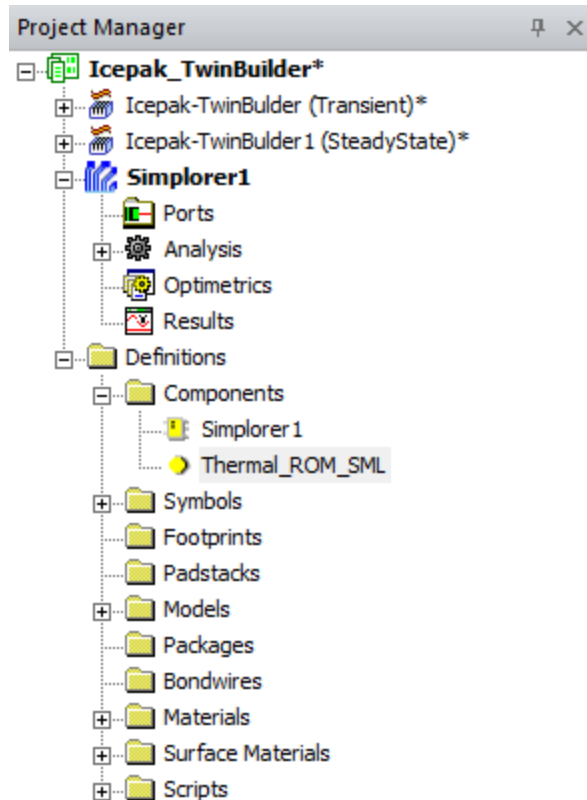 Project Manager
Icepak_TwinBuilder*
Icepak-TwinBulder (Transient)*
Icepak-TwinBulder1 (SteadyState)*
Simplorer1
Ports
Analysis
Optimetrics
Results
Definitions
Components
Simplorer1
Thermal_ROM_SML
Symbols
Footprints
Padstacks
Models
Packages
Bondwires
Materials
Surface Materials
Scripts